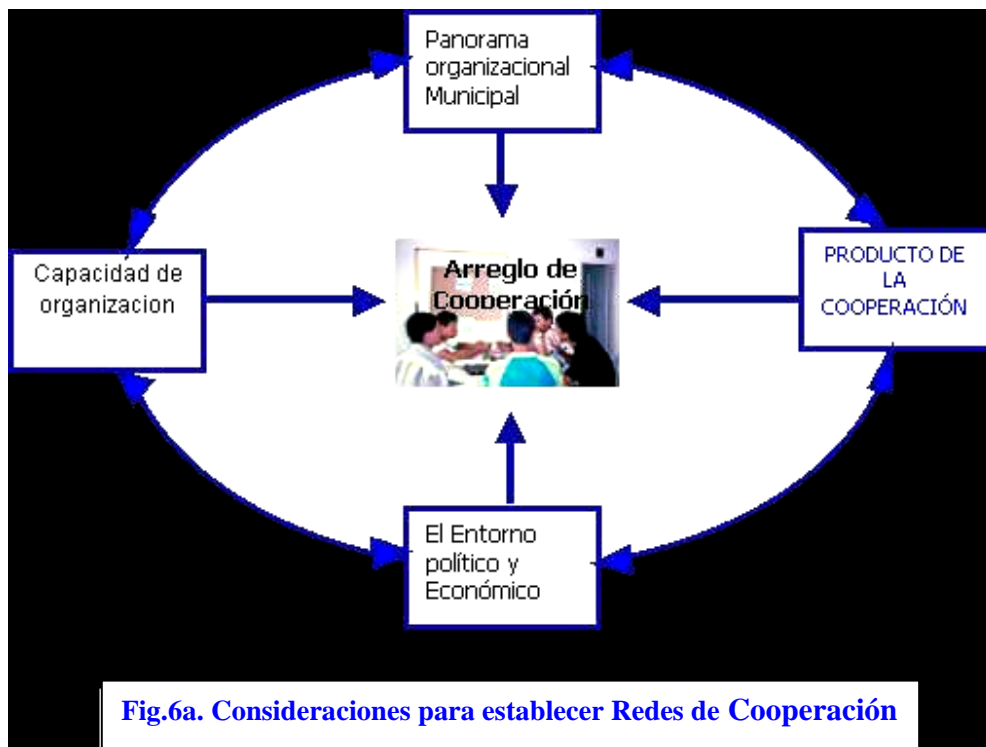 Panorama
organizacional
Municipal
Capacidad de
organizacion
Arreglo de
Cooperación
PRODUCTO DE
LA
COOPERACIÓN
El Entorno
político y
Económico
Fig.6a. Consideraciones para establecer Redes de Cooperación